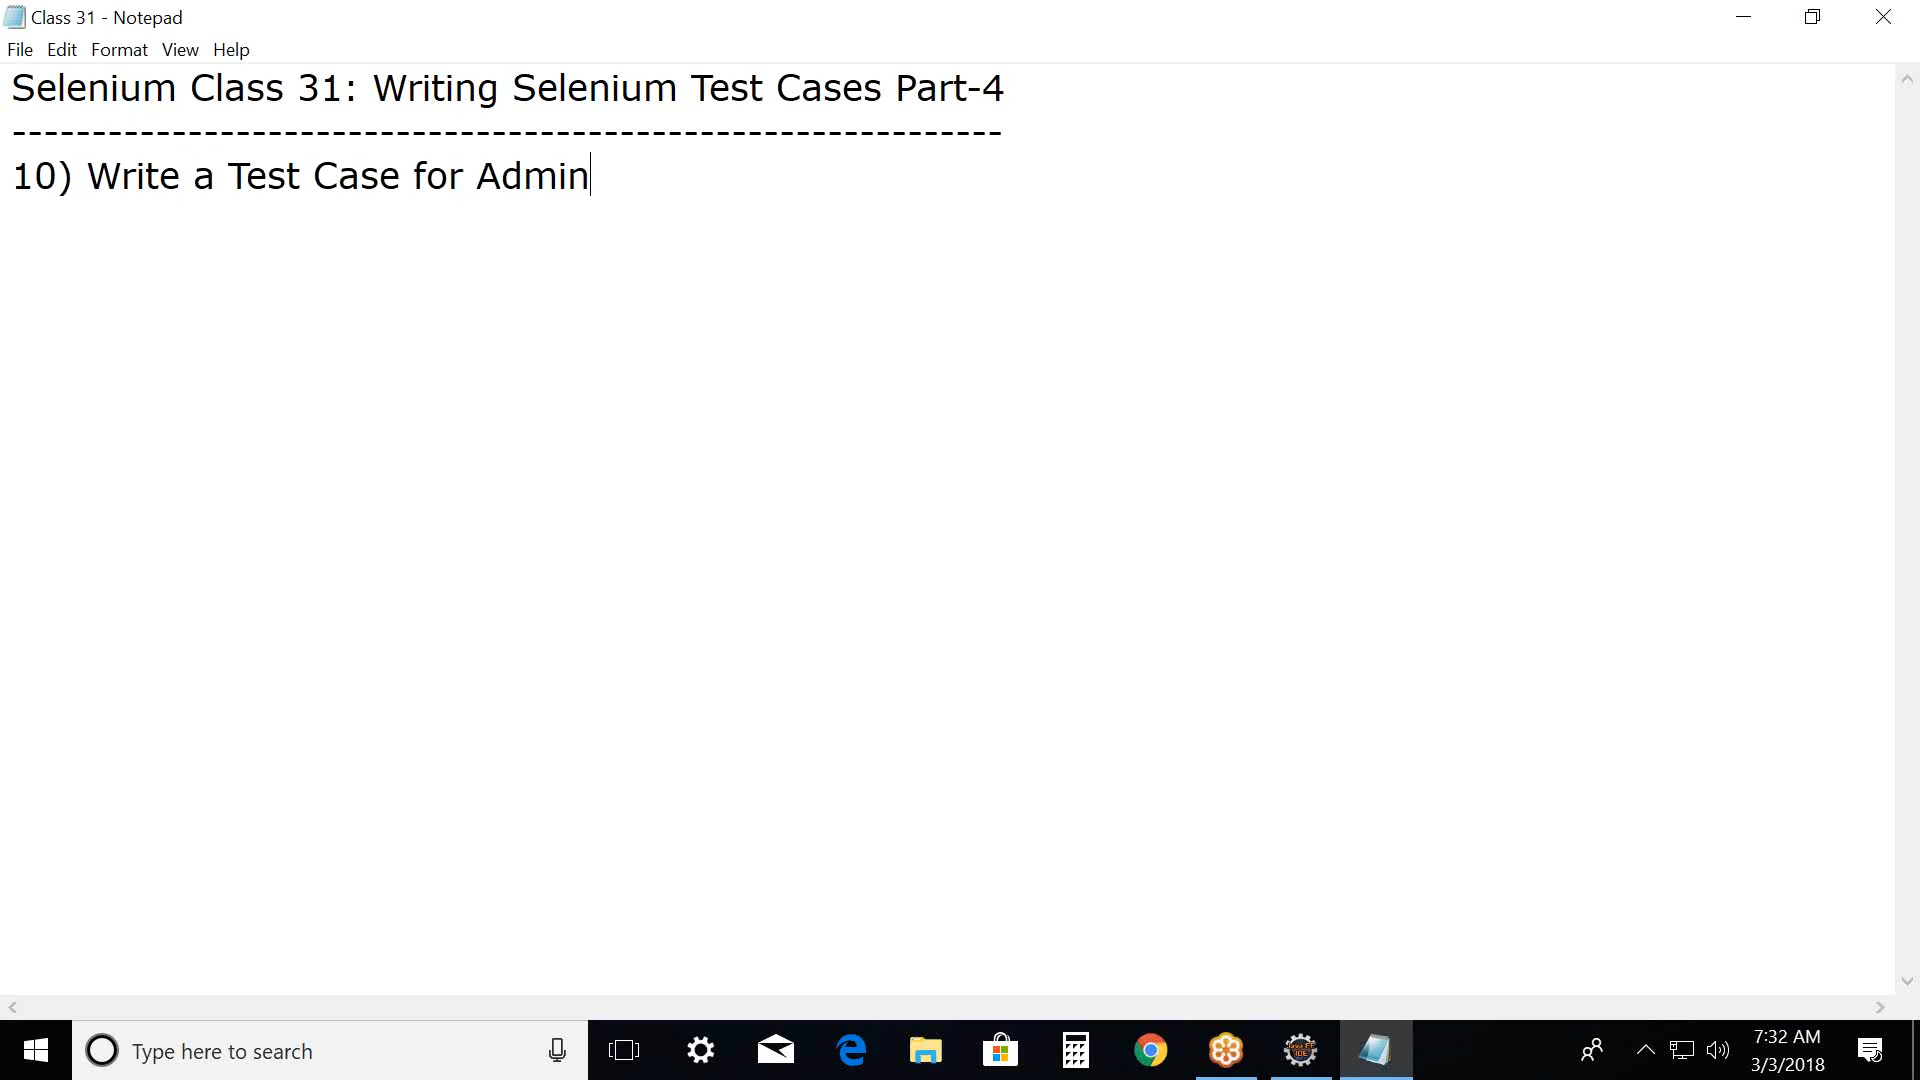 Class 31 - Notepad
File Edit Format View Help
Selenium Class 31: Writing Selenium Test Cases Part-4
--------------------------------------------------------------
10) Write a Test Case for Admin
Type here to search
7:32 AM
3/3/2018